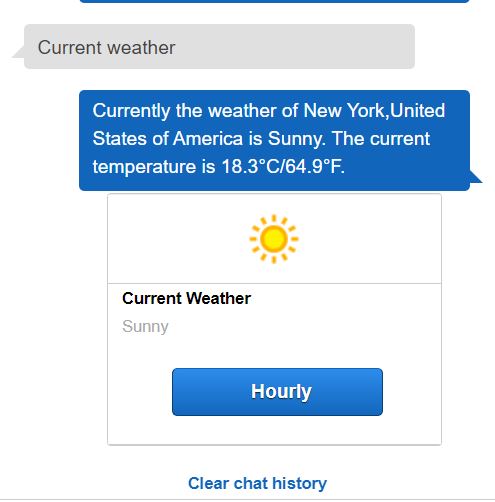 Current weather
Currently the weather of New York,United
States of America is Sunny. The current
temperature is 18.3°C/64.9°F.
Current Weather
Sunny
Hourly
Clear chat history